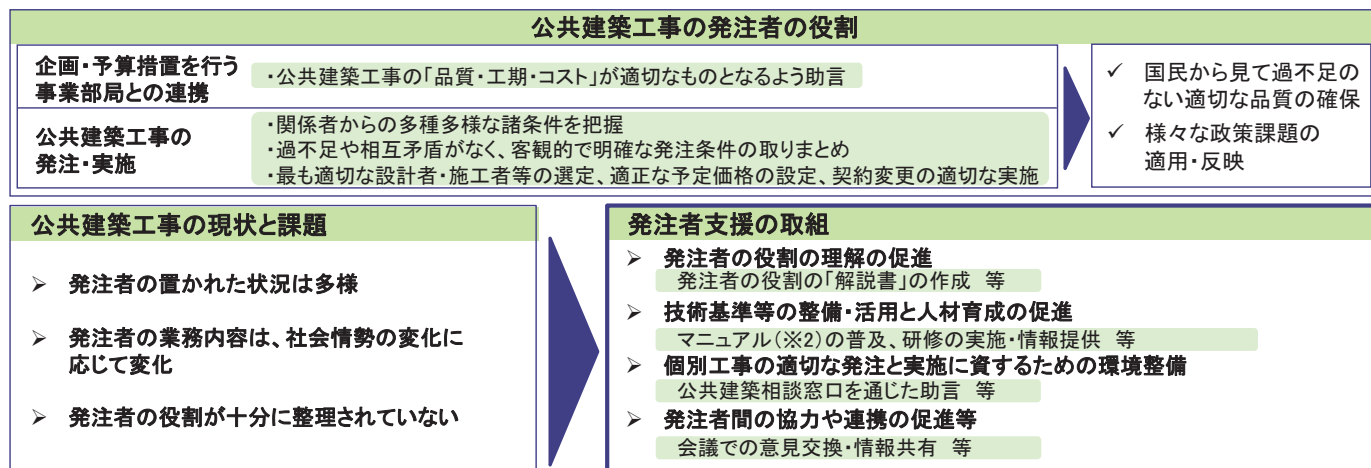 公共建築工事の発注者の役割
企画・予算措置を行う
事業部局との連携
・公共建築工事の「品質・工期・コスト」が適切なものとなるよう助言
公共建築工事の
発注・実施
・関係者からの多種多様な諸条件を把握
・過不足や相互矛盾がなく、客観的で明確な発注条件の取りまとめ
・最も適切な設計者・施工者等の選定、適正な予定価格の設定、契約変更の適切な実施
✓ 国民から見て過不足の
ない適切な品質の確保
✓ 様々な政策課題の
適用・反映
公共建築工事の現状と課題
➢ 発注者の置かれた状況は多様
➢ 発注者の業務内容は、社会情勢の変化に
応じて変化
➢ 発注者の役割が十分に整理されていない
発注者支援の取組
➢ 発注者の役割の理解の促進
発注者の役割の「解説書」の作成 等
➢ 技術基準等の整備・活用と人材育成の促進
マニュアル(※2)の普及、研修の実施・情報提供 等
➢ 個別工事の適切な発注と実施に資するための環境整備
公共建築相談窓口を通じた助言 等
➢ 発注者間の協力や連携の促進等
会議での意見交換・情報共有 等